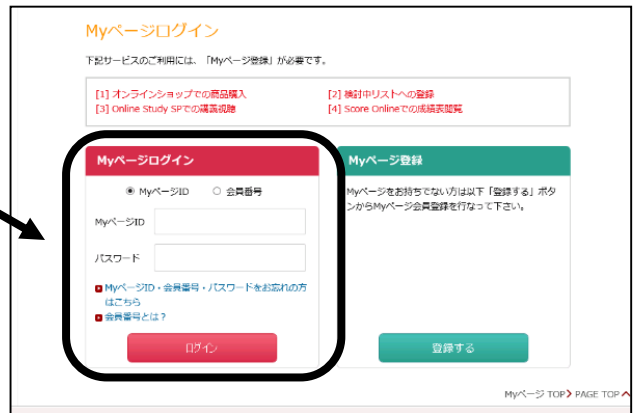 Myページログイン
下記サービスのご利用には、「Myページ登録」が必要です。
[1] オンラインショップでの商品購入
[2] 検討中リストへの登録
[3] Online Study SPでの講義視聴
[4] Score Onlineでの成績表閲覧
Myページログイン
MyページID
会員番号
MyページID
パスワード
MyページID・会員番号・パスワードをお忘れの方
はこちら
会員番号とは？
ログイン
Myページ登録
Myページをお持ちでない方は以下「登録する」ボタ
ンからMyページ会員登録を行なって下さい。
登録する
Myページ TOP
PAGE TOP